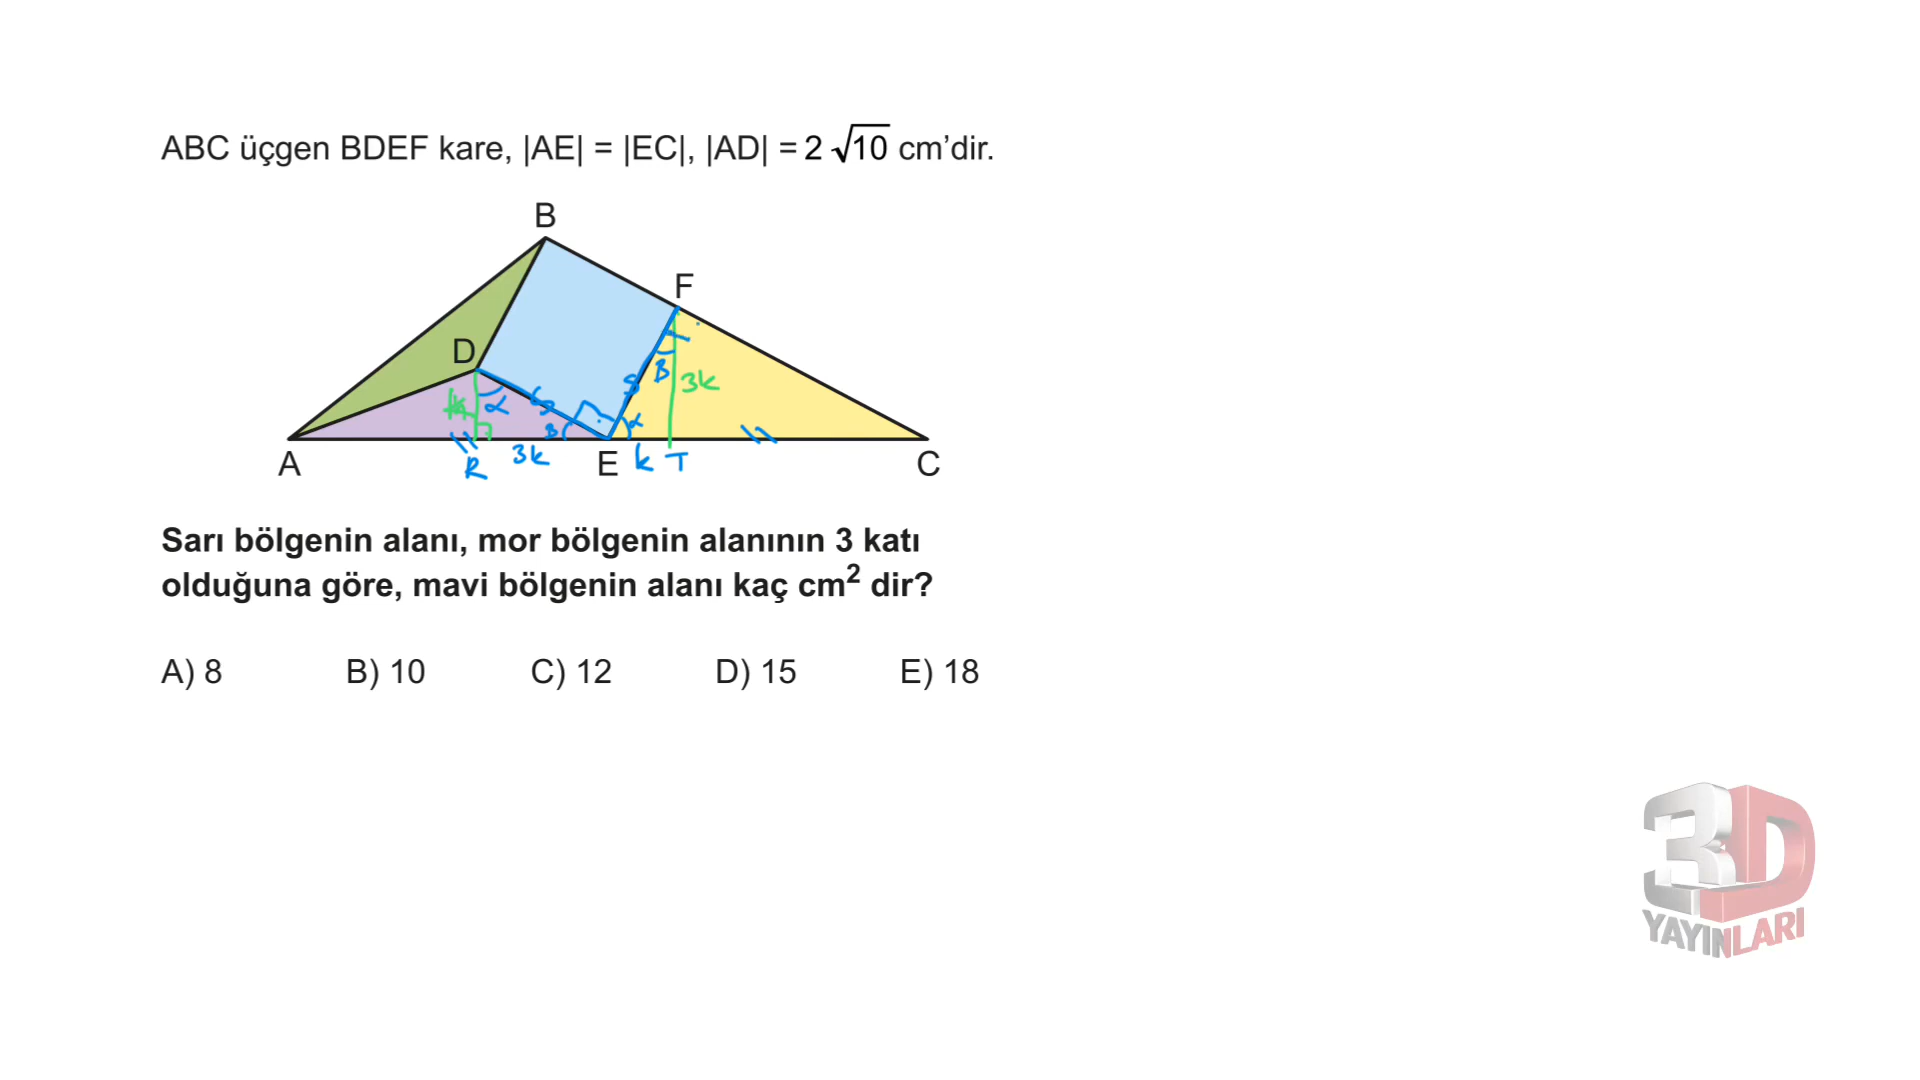 ABC üçgen BDEF kare, |AE| = |EC|, |AD| = 2√10 cm’dir.
B
F
D
β
3k
S
α
S
k
α
β
A
R
3k
E
k
T
C
Sarı bölgenin alanı, mor bölgenin alanının 3 katı
olduğuna göre, mavi bölgenin alanı kaç cm² dir?
A) 8 B) 10 C) 12 D) 15 E) 18
3D
YAYINLARI